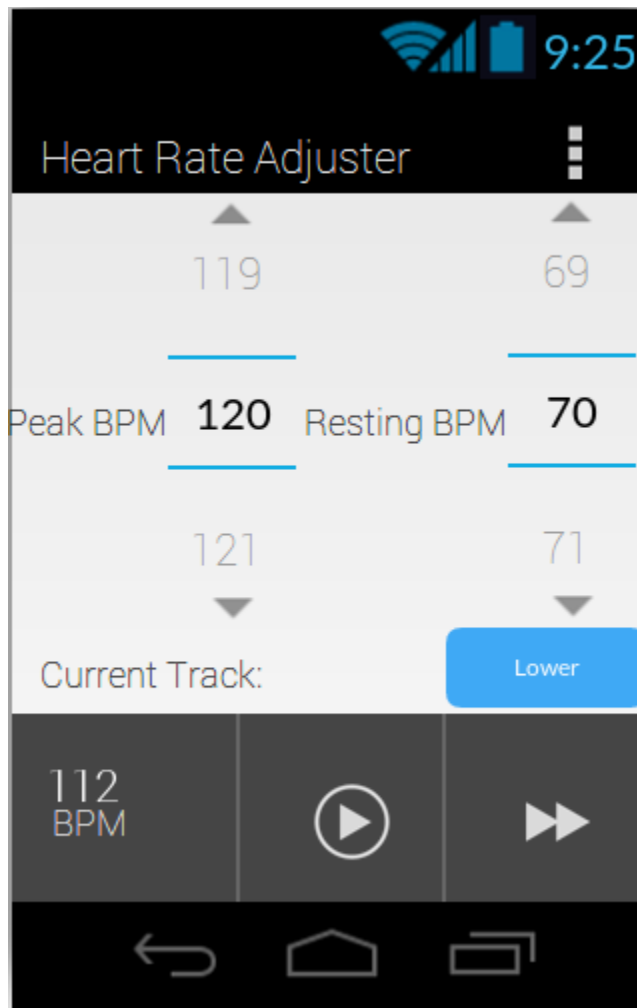 9:25
Heart Rate Adjuster
119 69
Peak BPM 120 Resting BPM 70
121 71
Current Track: Lower
112
BPM